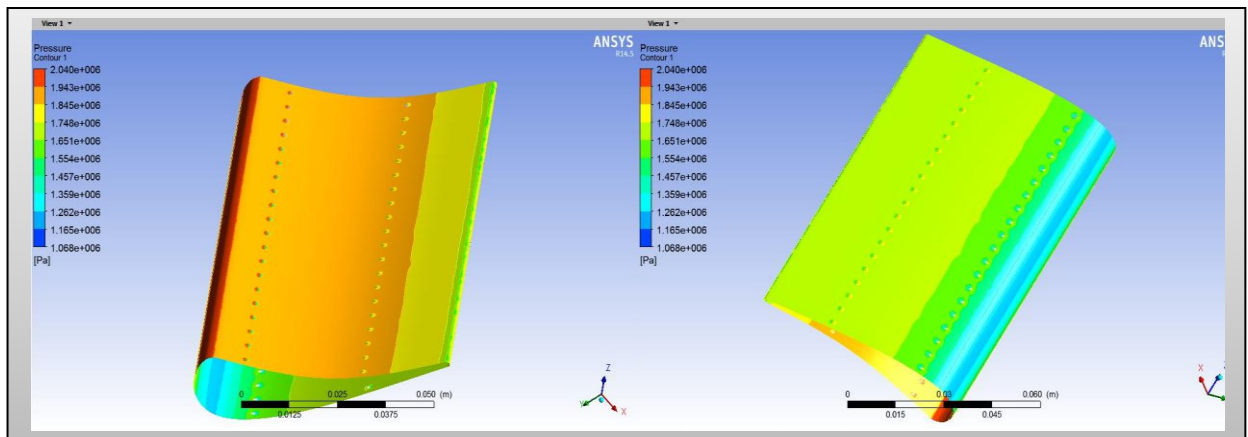 View 1
Pressure
Contour 1
2.040e+006
1.943e+006
1.845e+006
1.748e+006
1.651e+006
1.554e+006
1.457e+006
1.359e+006
1.262e+006
1.165e+006
1.068e+006
[Pa]
ANSYS
R14.5
0 0.025 0.050 (m)
0.0125 0.0375
Z
Y
X
View 1
Pressure
Contour 1
2.040e+006
1.943e+006
1.845e+006
1.748e+006
1.651e+006
1.554e+006
1.457e+006
1.359e+006
1.262e+006
1.165e+006
1.068e+006
[Pa]
ANS
0 0.03 0.060 (m)
0.015 0.045
X
Z